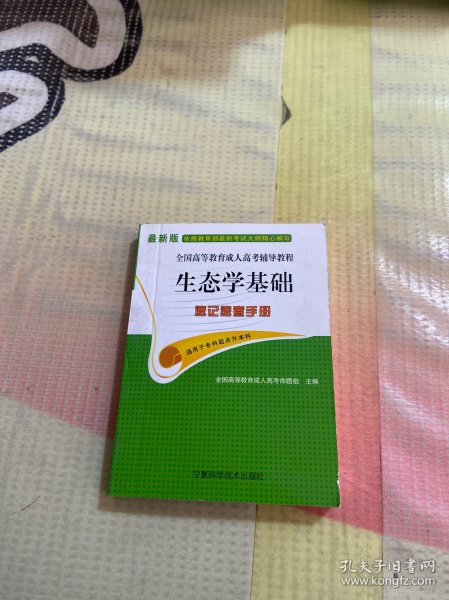 最新版 依照教育部最新考试大纲精心编写
全国高等教育成人高考辅导教程
生态学基础
速记速查手册
适用于专科起点升本科
全国高等教育成人高考命题组 主编
宁夏科学技术出版社
孔夫子旧书网
www.kongfz.com